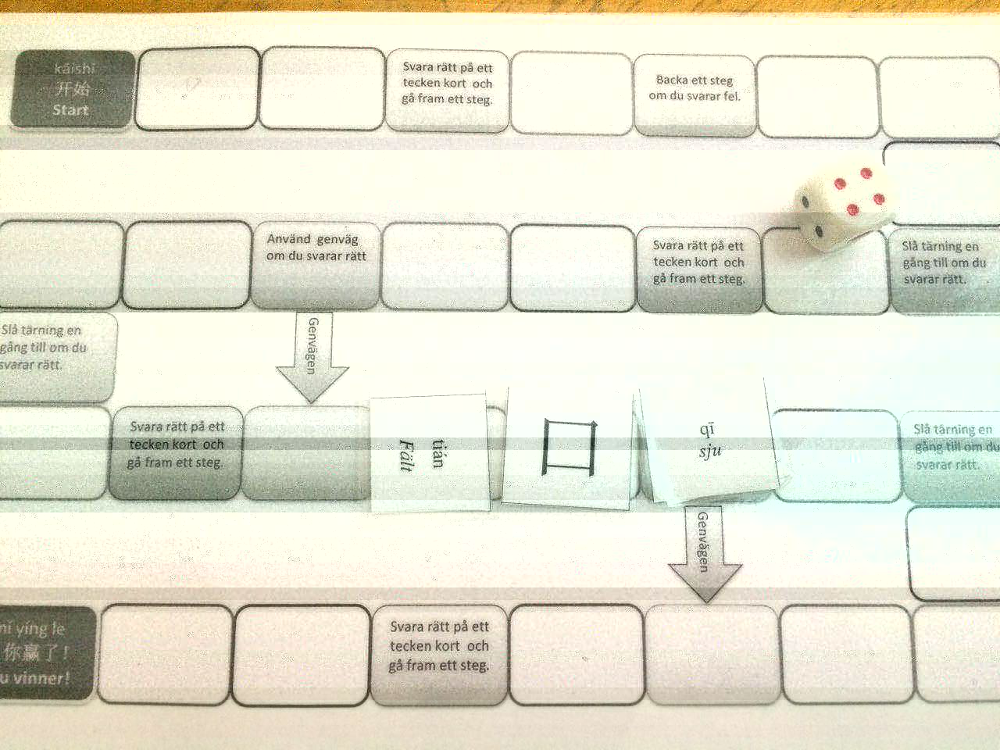 kāishǐ
开始
Start
Svara rätt på ett
tecken kort och
gå fram ett steg.
Backa ett steg
om du svarar fel.
Använd genväg
om du svarar rätt
Svara rätt på ett
tecken kort och
gå fram ett steg.
Slå tärning en
gång till om du
svarar rätt.
Genvägen
Slå tärning en
gång till om du
svarar rätt.
Svara rätt på ett
tecken kort och
gå fram ett steg.
tián
Fält
口
qī
sju
Slå tärning en
gång till om du
svarar rätt.
Genvägen
nǐ yíng le
你赢了!
u vinner!
Svara rätt på ett
tecken kort och
gå fram ett steg.